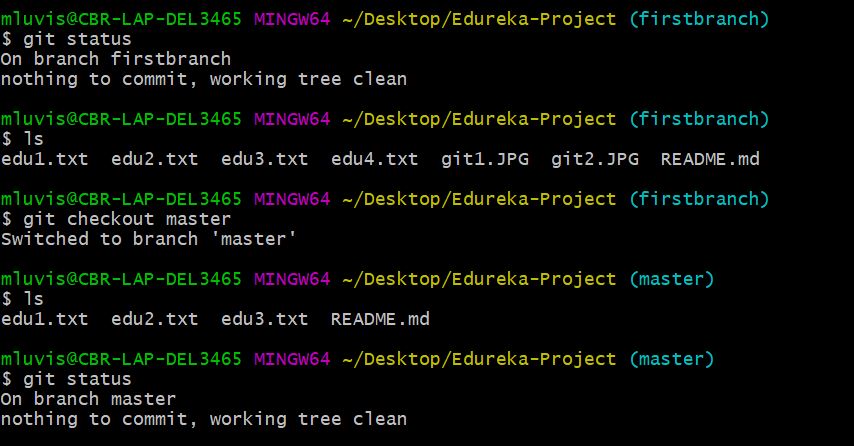 mluvis@CBR-LAP-DEL3465 MINGW64 ~/Desktop/Edureka-Project (firstbranch)
$ git status
On branch firstbranch
nothing to commit, working tree clean
mluvis@CBR-LAP-DEL3465 MINGW64 ~/Desktop/Edureka-Project (firstbranch)
$ ls
edu1.txt  edu2.txt  edu3.txt  edu4.txt  git1.JPG  git2.JPG  README.md
mluvis@CBR-LAP-DEL3465 MINGW64 ~/Desktop/Edureka-Project (firstbranch)
$ git checkout master
Switched to branch 'master'
mluvis@CBR-LAP-DEL3465 MINGW64 ~/Desktop/Edureka-Project (master)
$ ls
edu1.txt  edu2.txt  edu3.txt  README.md
mluvis@CBR-LAP-DEL3465 MINGW64 ~/Desktop/Edureka-Project (master)
$ git status
On branch master
nothing to commit, working tree clean